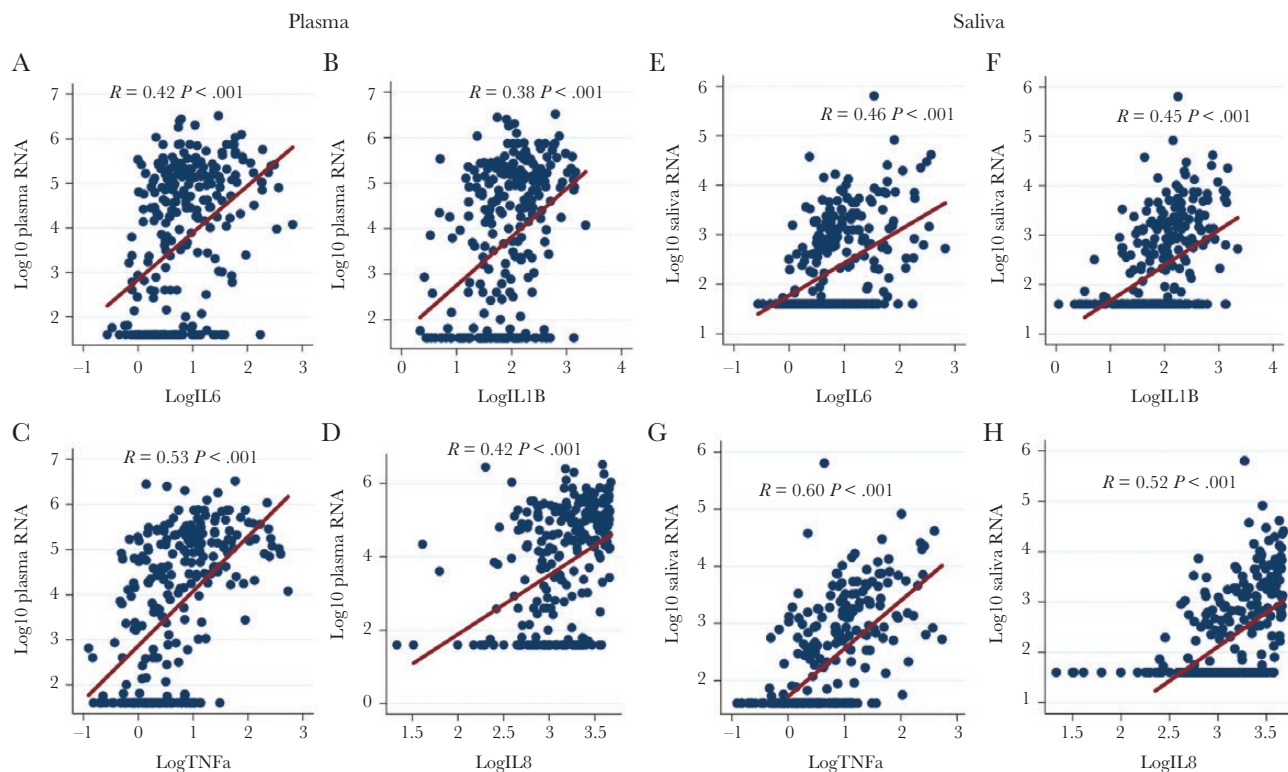 Plasma
Saliva
A
R = 0.42 P < .001
7
6
5
4
3
2
Log10 plasma RNA
−1
0
1
2
3
LogIL6
B
R = 0.38 P < .001
7
6
5
4
3
2
Log10 plasma RNA
0
1
2
3
4
LogIL1B
E
R = 0.46 P < .001
6
5
4
3
2
1
Log10 saliva RNA
−1
0
1
2
3
LogIL6
F
R = 0.45 P < .001
6
5
4
3
2
1
Log10 saliva RNA
0
1
2
3
4
LogIL1B
C
R = 0.53 P < .001
7
6
5
4
3
2
Log10 plasma RNA
−1
0
1
2
3
LogTNFa
D
R = 0.42 P < .001
6
4
2
0
Log10 plasma RNA
1.5
2
2.5
3
3.5
LogIL8
G
R = 0.60 P < .001
6
5
4
3
2
Log10 saliva RNA
−1
0
1
2
3
LogTNFa
H
R = 0.52 P < .001
6
5
4
3
2
1
Log10 saliva RNA
1.5
2
2.5
3
3.5
LogIL8